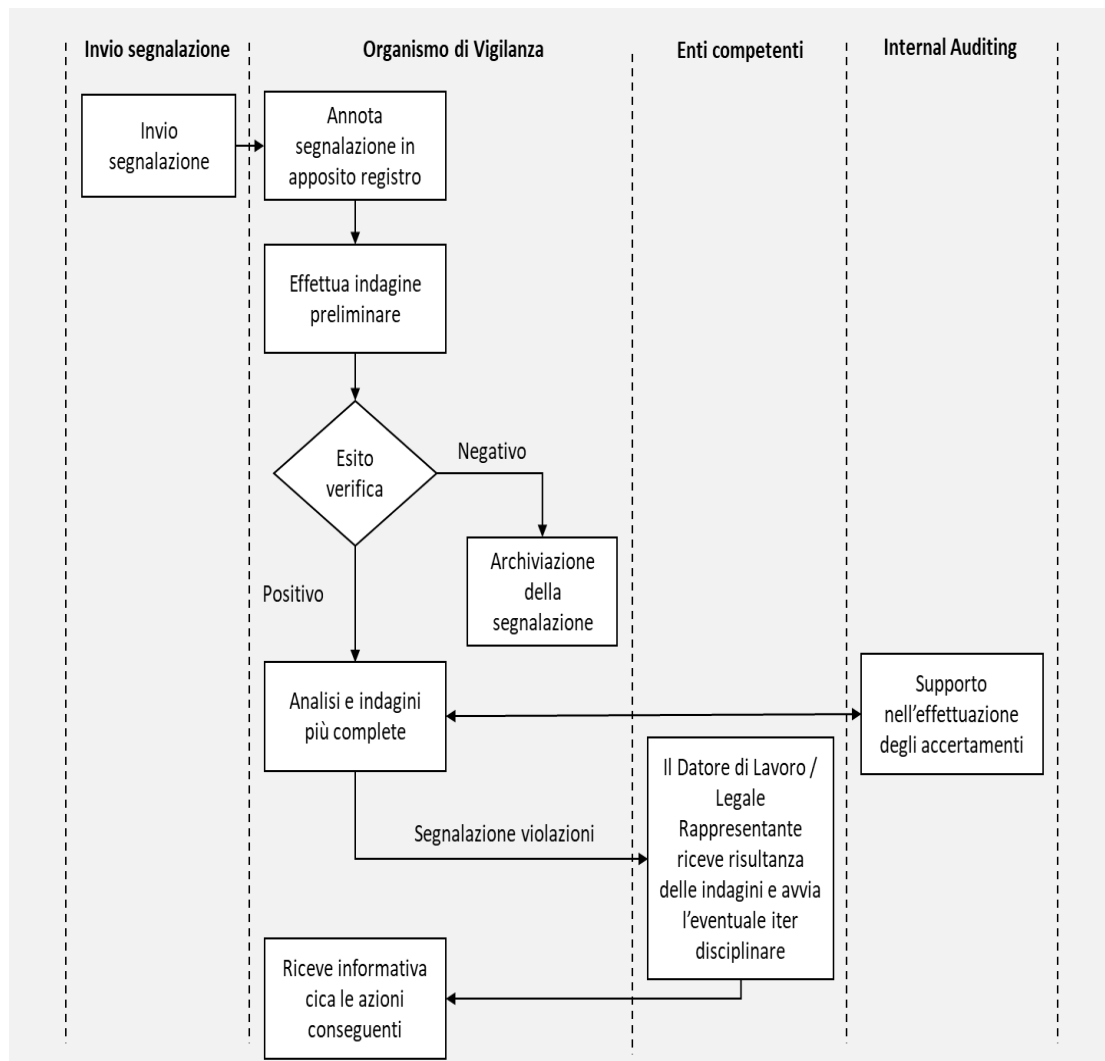 Invio segnalazione
Organismo di Vigilanza
Enti competenti
Internal Auditing
Invio
segnalazione
Annota
segnalazione in
apposito registro
Effettua indagine
preliminare
Esito
verifica
Negativo
Archiviazione
della
segnalazione
Positivo
Analisi e indagini
più complete
Supporto
nell'effettuazione
degli accertamenti
Segnalazione violazioni
Il Datore di Lavoro /
Legale
Rappresentante
riceve risultanza
delle indagini e avvia
l'eventuale iter
disciplinare
Riceve informativa
cica le azioni
conseguenti